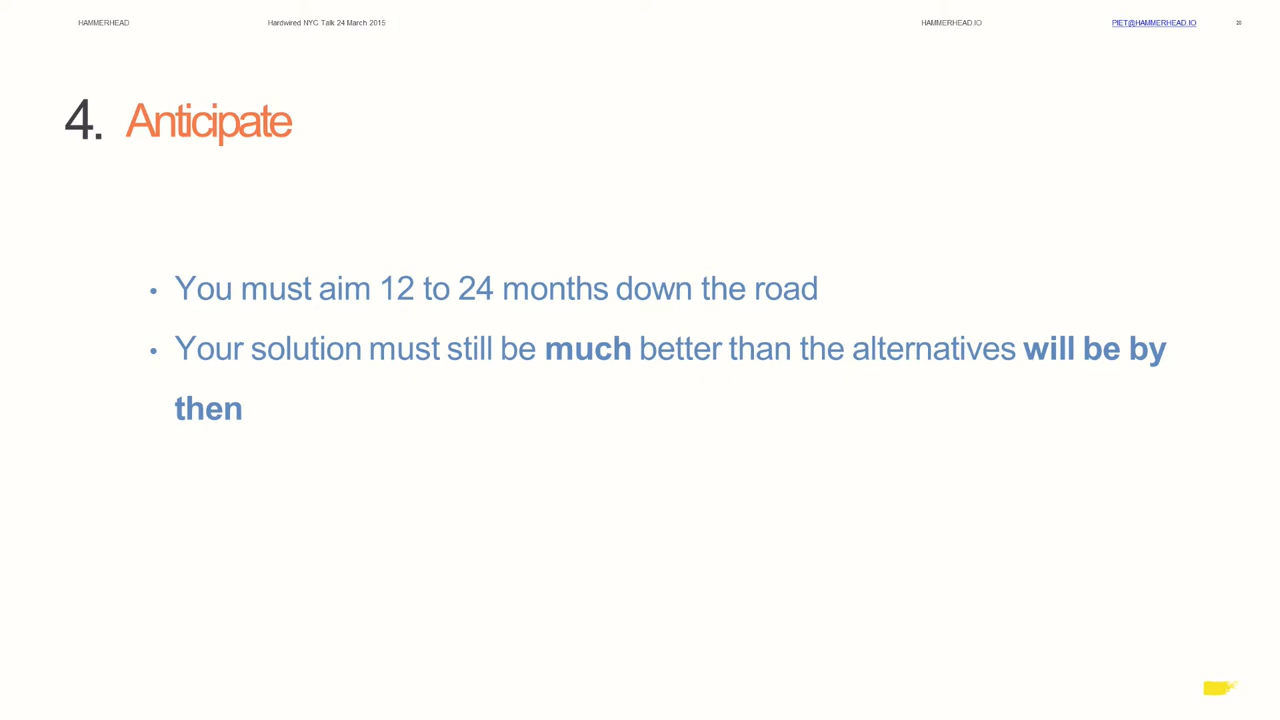 HAMMERHEAD Hardwired NYC Talk 24 March 2015 HAMMERHEAD.IO PIET@HAMMERHEAD.IO 20
4. Anticipate
• You must aim 12 to 24 months down the road
• Your solution must still be much better than the alternatives will be by
then